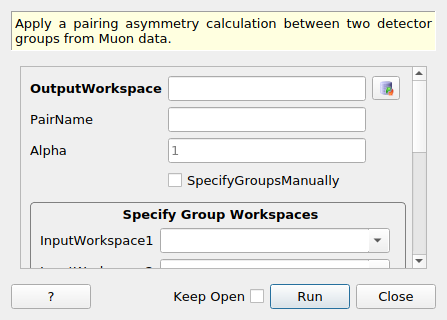 Apply a pairing asymmetry calculation between two detector
groups from Muon data.
OutputWorkspace
PairName
Alpha 1
SpecifyGroupsManually
Specify Group Workspaces
InputWorkspace1
? Keep Open Run Close